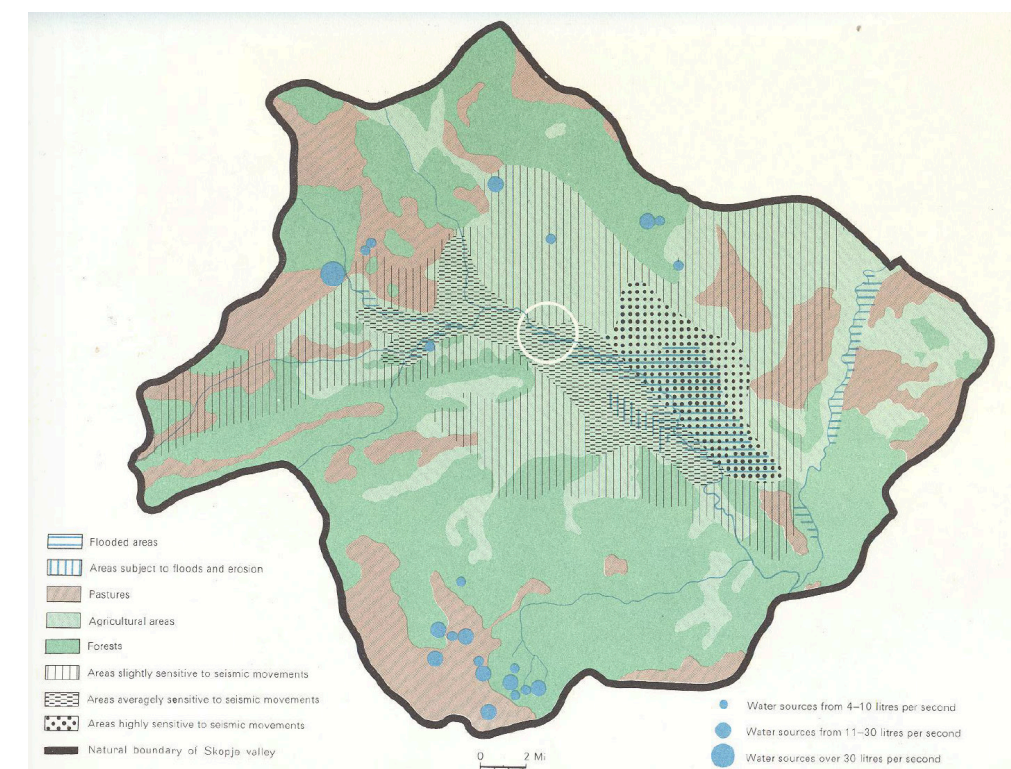 Flooded areas
Areas subject to floods and erosion
Pastures
Agricultural areas
Forests
Areas slightly sensitive to seismic movements
Areas averagely sensitive to seismic movements
Areas highly sensitive to seismic movements
Natural boundary of Skopje valley
0 2 Mi
Water sources from 4–10 litres per second
Water sources from 11–30 litres per second
Water sources over 30 litres per second